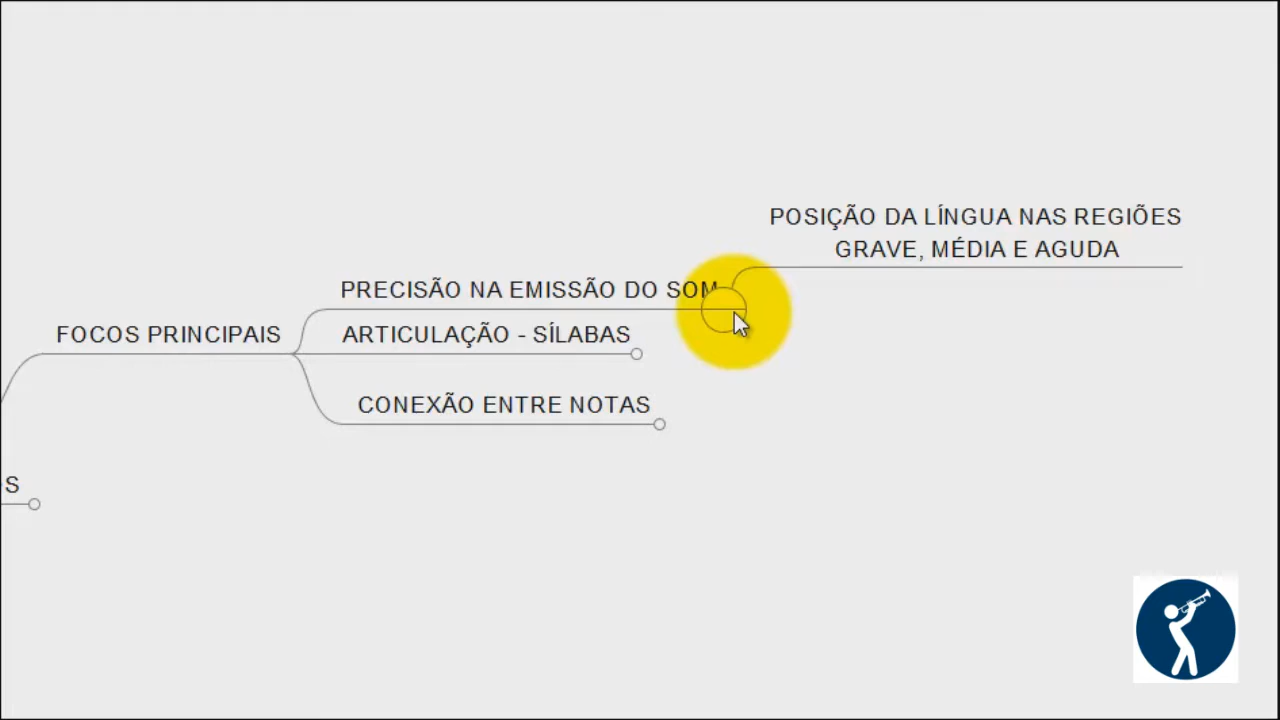 POSIÇÃO DA LÍNGUA NAS REGIÕES
GRAVE, MÉDIA E AGUDA
PRECISÃO NA EMISSÃO DO SOM
FOCOS PRINCIPAIS
ARTICULAÇÃO - SÍLABAS
CONEXÃO ENTRE NOTAS